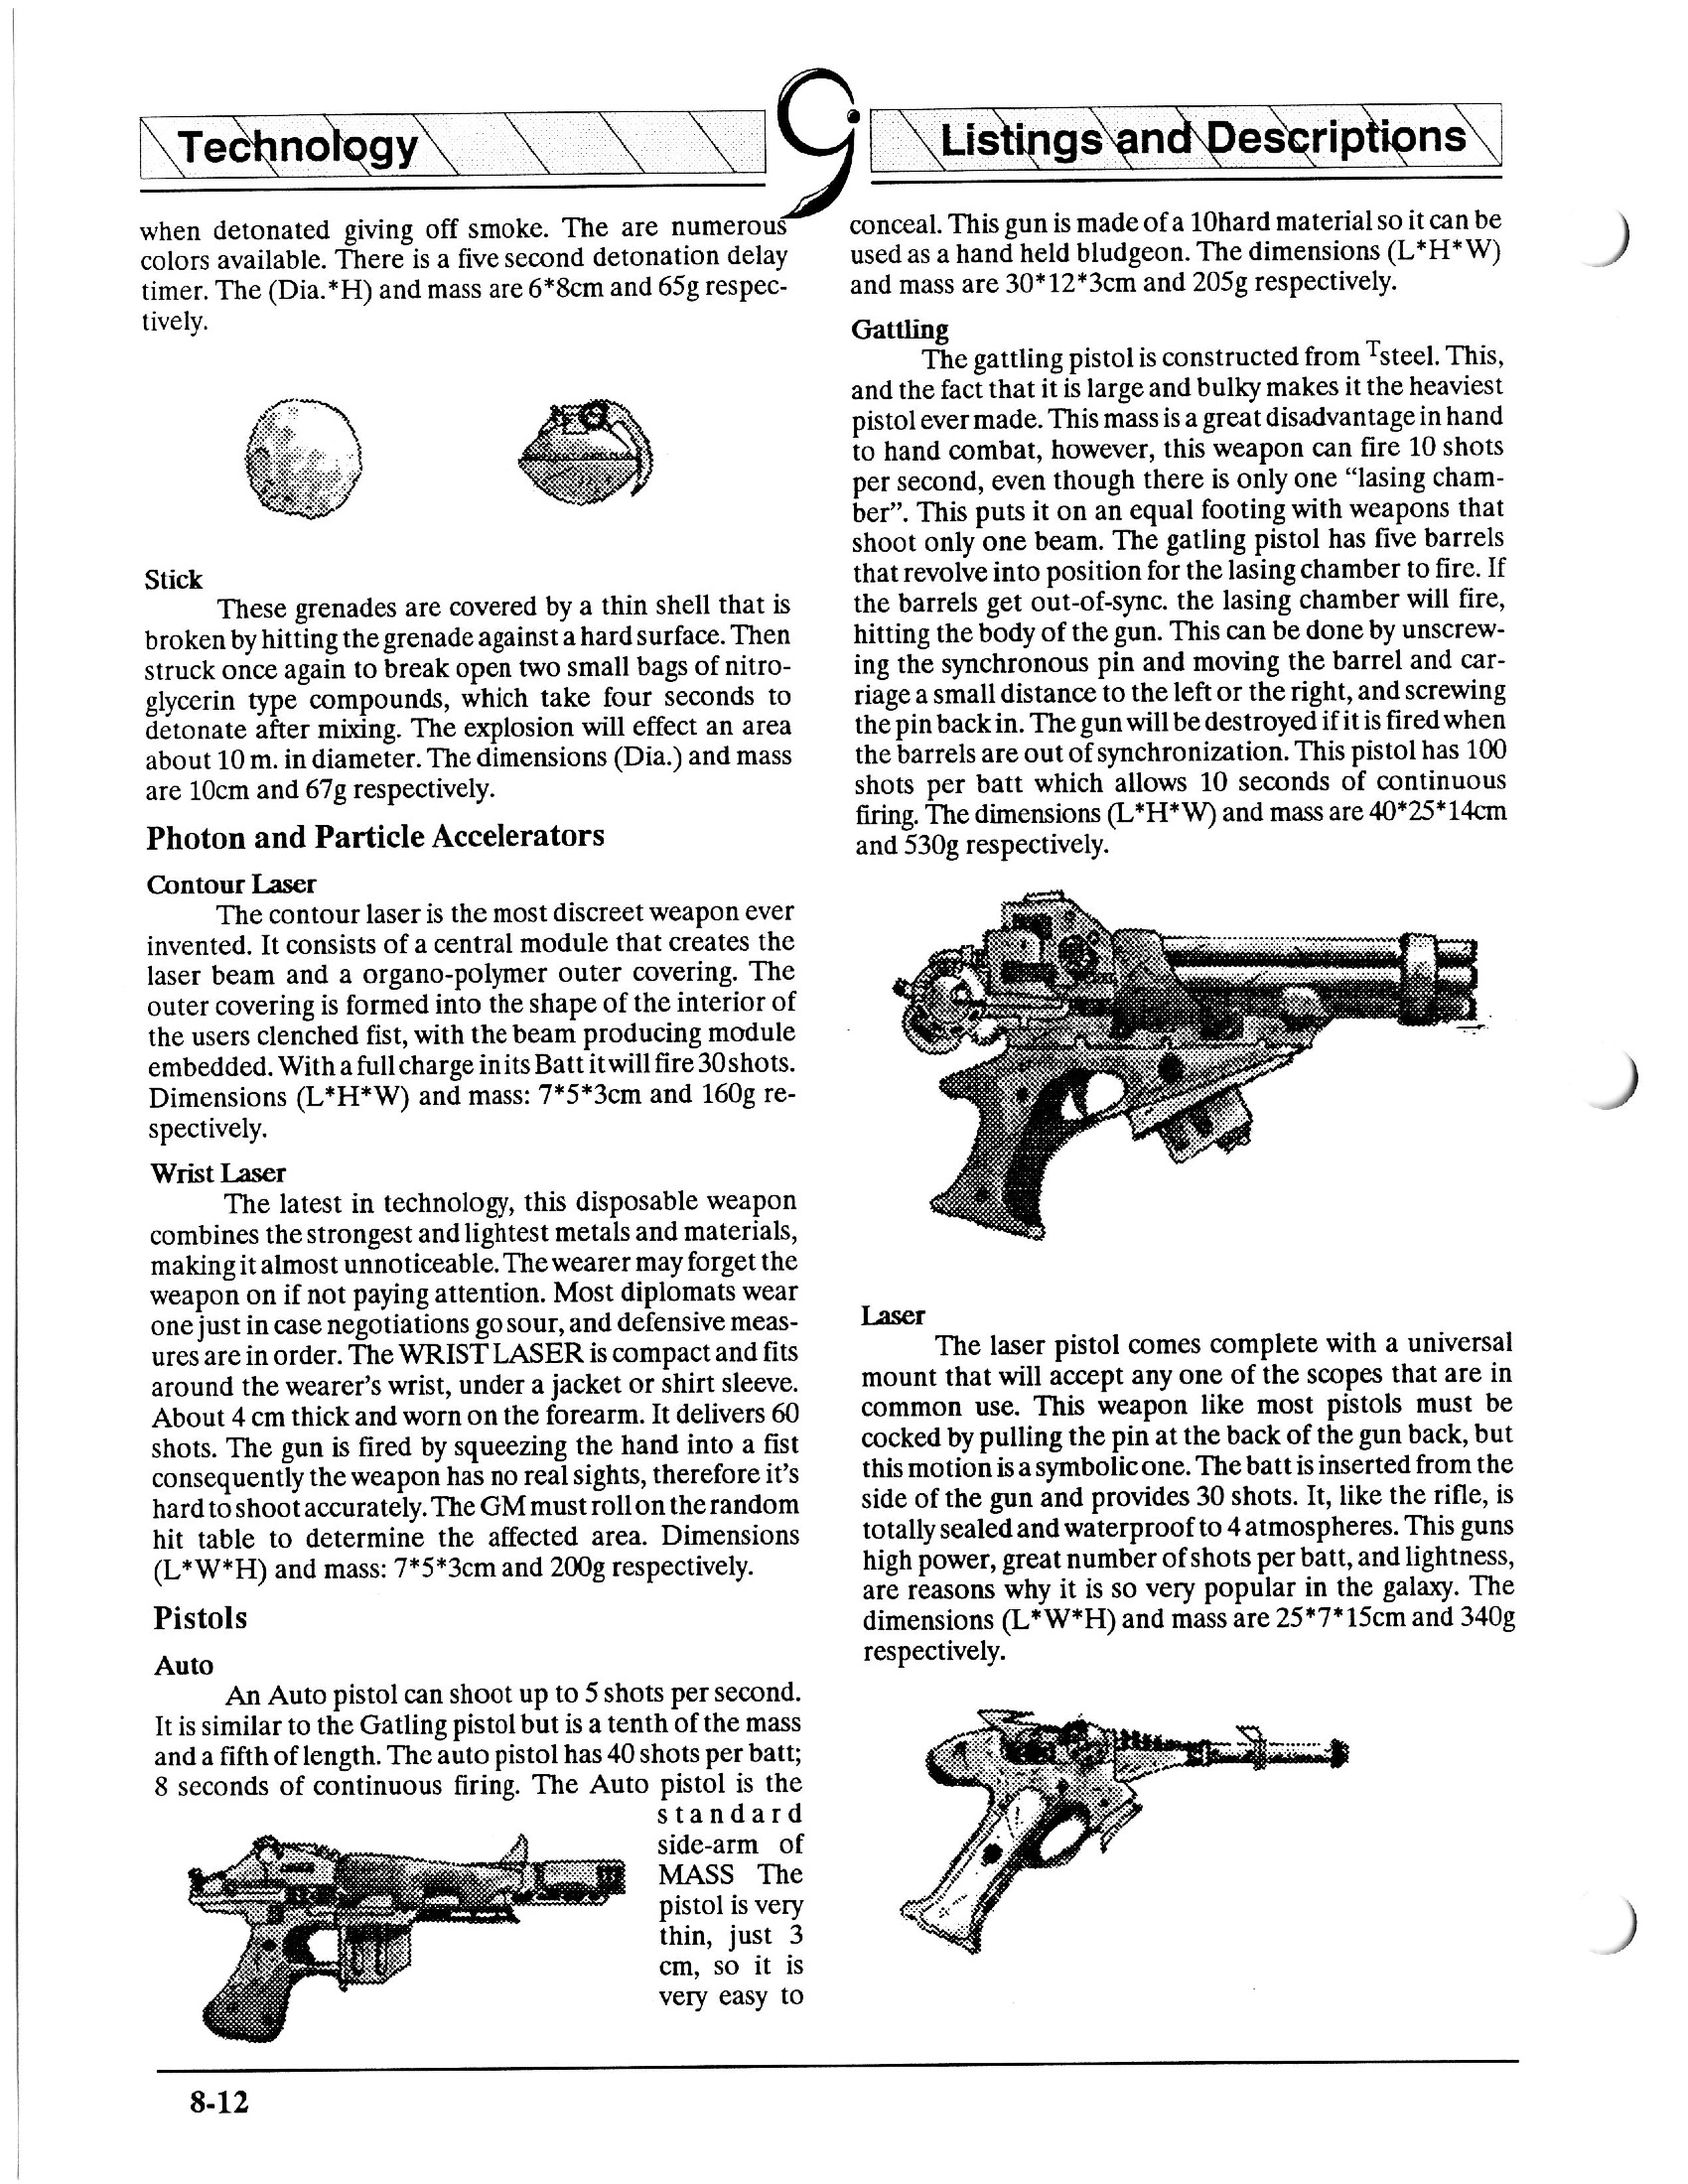 Technology
Listings and Descriptions
when detonated giving off smoke. The are numerous
colors available. There is a five second detonation delay
timer. The (Dia.*H) and mass are 6*8cm and 65g respec-
tively.
Stick
These grenades are covered by a thin shell that is
broken by hitting the grenade against a hard surface. Then
struck once again to break open two small bags of nitro-
glycerin type compounds, which take four seconds to
detonate after mixing. The explosion will effect an area
about 10 m. in diameter. The dimensions (Dia.) and mass
are 10cm and 67g respectively.
Photon and Particle Accelerators
Contour Laser
The contour laser is the most discreet weapon ever
invented. It consists of a central module that creates the
laser beam and a organo-polymer outer covering. The
outer covering is formed into the shape of the interior of
the users clenched fist, with the beam producing module
embedded. With a full charge in its Batt it will fire 30 shots.
Dimensions (L*H*W) and mass: 7*5*3cm and 160g re-
spectively.
Wrist Laser
The latest in technology, this disposable weapon
combines the strongest and lightest metals and materials,
making it almost unnoticeable. The wearer may forget the
weapon on if not paying attention. Most diplomats wear
one just in case negotiations go sour, and defensive meas-
ures are in order. The WRIST LASER is compact and fits
around the wearer's wrist, under a jacket or shirt sleeve.
About 4 cm thick and worn on the forearm. It delivers 60
shots. The gun is fired by squeezing the hand into a fist
consequently the weapon has no real sights, therefore it's
hard to shoot accurately. The GM must roll on the random
hit table to determine the affected area. Dimensions
(L*W*H) and mass: 7*5*3cm and 200g respectively.
Pistols
Auto
An Auto pistol can shoot up to 5 shots per second.
It is similar to the Gatling pistol but is a tenth of the mass
and a fifth of length. The auto pistol has 40 shots per batt;
8 seconds of continuous firing. The Auto pistol is the
standard
side-arm of
MASS The
pistol is very
thin, just 3
cm, so it is
very easy to
conceal. This gun is made of a 10hard material so it can be
used as a hand held bludgeon. The dimensions (L*H*W)
and mass are 30*12*3cm and 205g respectively.
Gattling
The gattling pistol is constructed from Tsteel. This,
and the fact that it is large and bulky makes it the heaviest
pistol ever made. This mass is a great disadvantage in hand
to hand combat, however, this weapon can fire 10 shots
per second, even though there is only one “lasing cham-
ber”. This puts it on an equal footing with weapons that
shoot only one beam. The gatling pistol has five barrels
that revolve into position for the lasing chamber to fire. If
the barrels get out-of-sync. the lasing chamber will fire,
hitting the body of the gun. This can be done by unscrew-
ing the synchronous pin and moving the barrel and car-
riage a small distance to the left or the right, and screwing
the pin back in. The gun will be destroyed if it is fired when
the barrels are out of synchronization. This pistol has 100
shots per batt which allows 10 seconds of continuous
firing. The dimensions (L*H*W) and mass are 40*25*14cm
and 530g respectively.
Laser
The laser pistol comes complete with a universal
mount that will accept any one of the scopes that are in
common use. This weapon like most pistols must be
cocked by pulling the pin at the back of the gun back, but
this motion is a symbolic one. The batt is inserted from the
side of the gun and provides 30 shots. It, like the rifle, is
totally sealed and waterproof to 4 atmospheres. This guns
high power, great number of shots per batt, and lightness,
are reasons why it is so very popular in the galaxy. The
dimensions (L*W*H) and mass are 25*7*15cm and 340g
respectively.
8-12